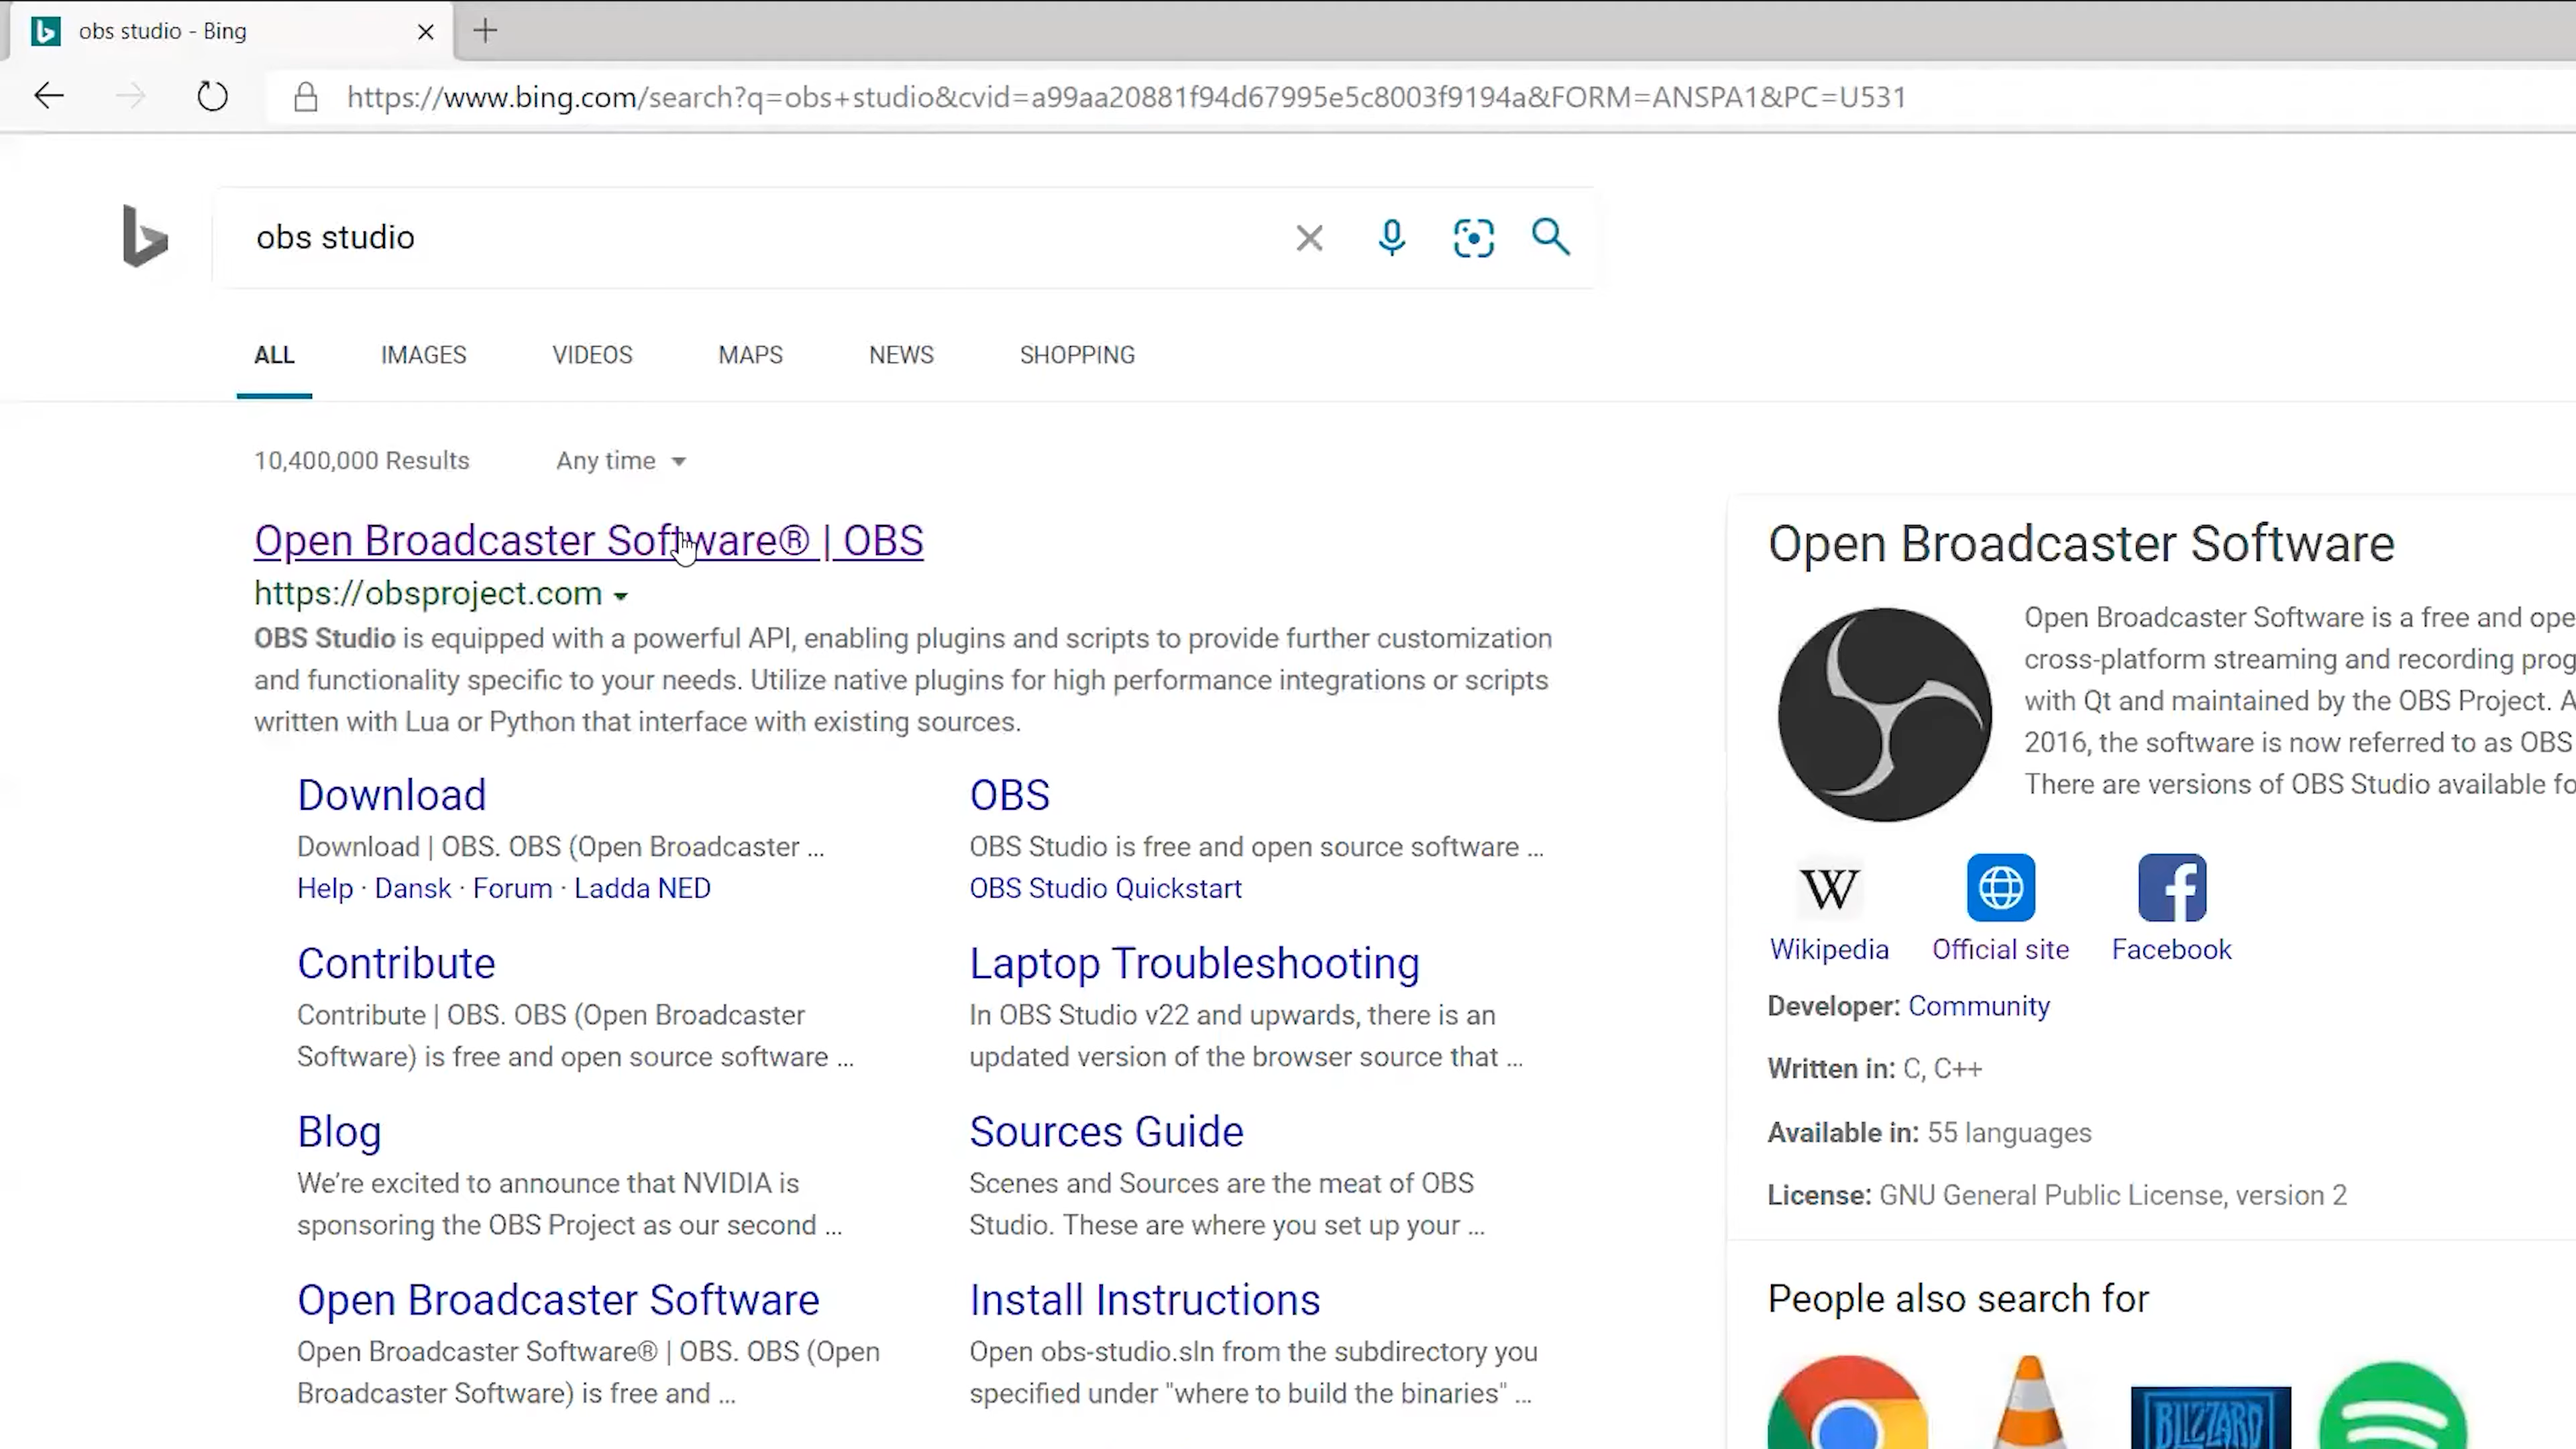 obs studio - Bing
https://www.bing.com/search?q=obs+studio&cvid=a99aa20881f94d67995e5c8003f9194a&FORM=ANSPA1&PC=U531
obs studio
ALL IMAGES VIDEOS MAPS NEWS SHOPPING
10,400,000 Results Any time
Open Broadcaster Software® | OBS
https://obsproject.com
OBS Studio is equipped with a powerful API, enabling plugins and scripts to provide further customization
and functionality specific to your needs. Utilize native plugins for high performance integrations or scripts
written with Lua or Python that interface with existing sources.
Download
Download | OBS. OBS (Open Broadcaster ...
Help · Dansk · Forum · Ladda NED
OBS
OBS Studio is free and open source software ...
OBS Studio Quickstart
Contribute
Contribute | OBS. OBS (Open Broadcaster
Software) is free and open source software ...
Laptop Troubleshooting
In OBS Studio v22 and upwards, there is an
updated version of the browser source that ...
Blog
We're excited to announce that NVIDIA is
sponsoring the OBS Project as our second ...
Sources Guide
Scenes and Sources are the meat of OBS
Studio. These are where you set up your ...
Open Broadcaster Software
Open Broadcaster Software® | OBS. OBS (Open
Broadcaster Software) is free and ...
Install Instructions
Open obs-studio.sln from the subdirectory you
specified under "where to build the binaries" ...
Open Broadcaster Software
Open Broadcaster Software is a free and ope
cross-platform streaming and recording prog
with Qt and maintained by the OBS Project. A
2016, the software is now referred to as OBS
There are versions of OBS Studio available fo
W
Wikipedia Official site Facebook
Developer: Community
Written in: C, C++
Available in: 55 languages
License: GNU General Public License, version 2
People also search for
BLIZZARD